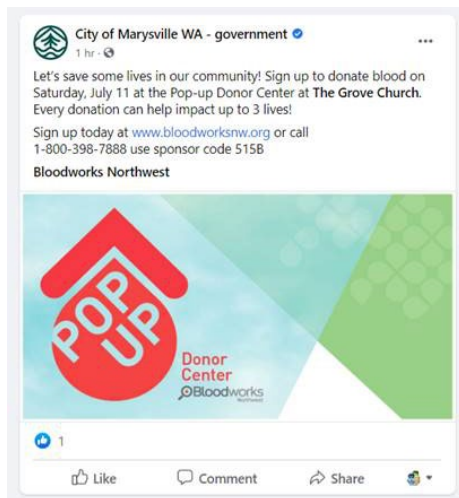 City of Marysville WA - government
1 hr ·
Let's save some lives in our community! Sign up to donate blood on
Saturday, July 11 at the Pop-up Donor Center at The Grove Church.
Every donation can help impact up to 3 lives!
Sign up today at www.bloodworksnw.org or call
1-800-398-7888 use sponsor code 515B
Bloodworks Northwest
POP
UP
Donor
Center
Bloodworks
Northwest
1
Like Comment Share